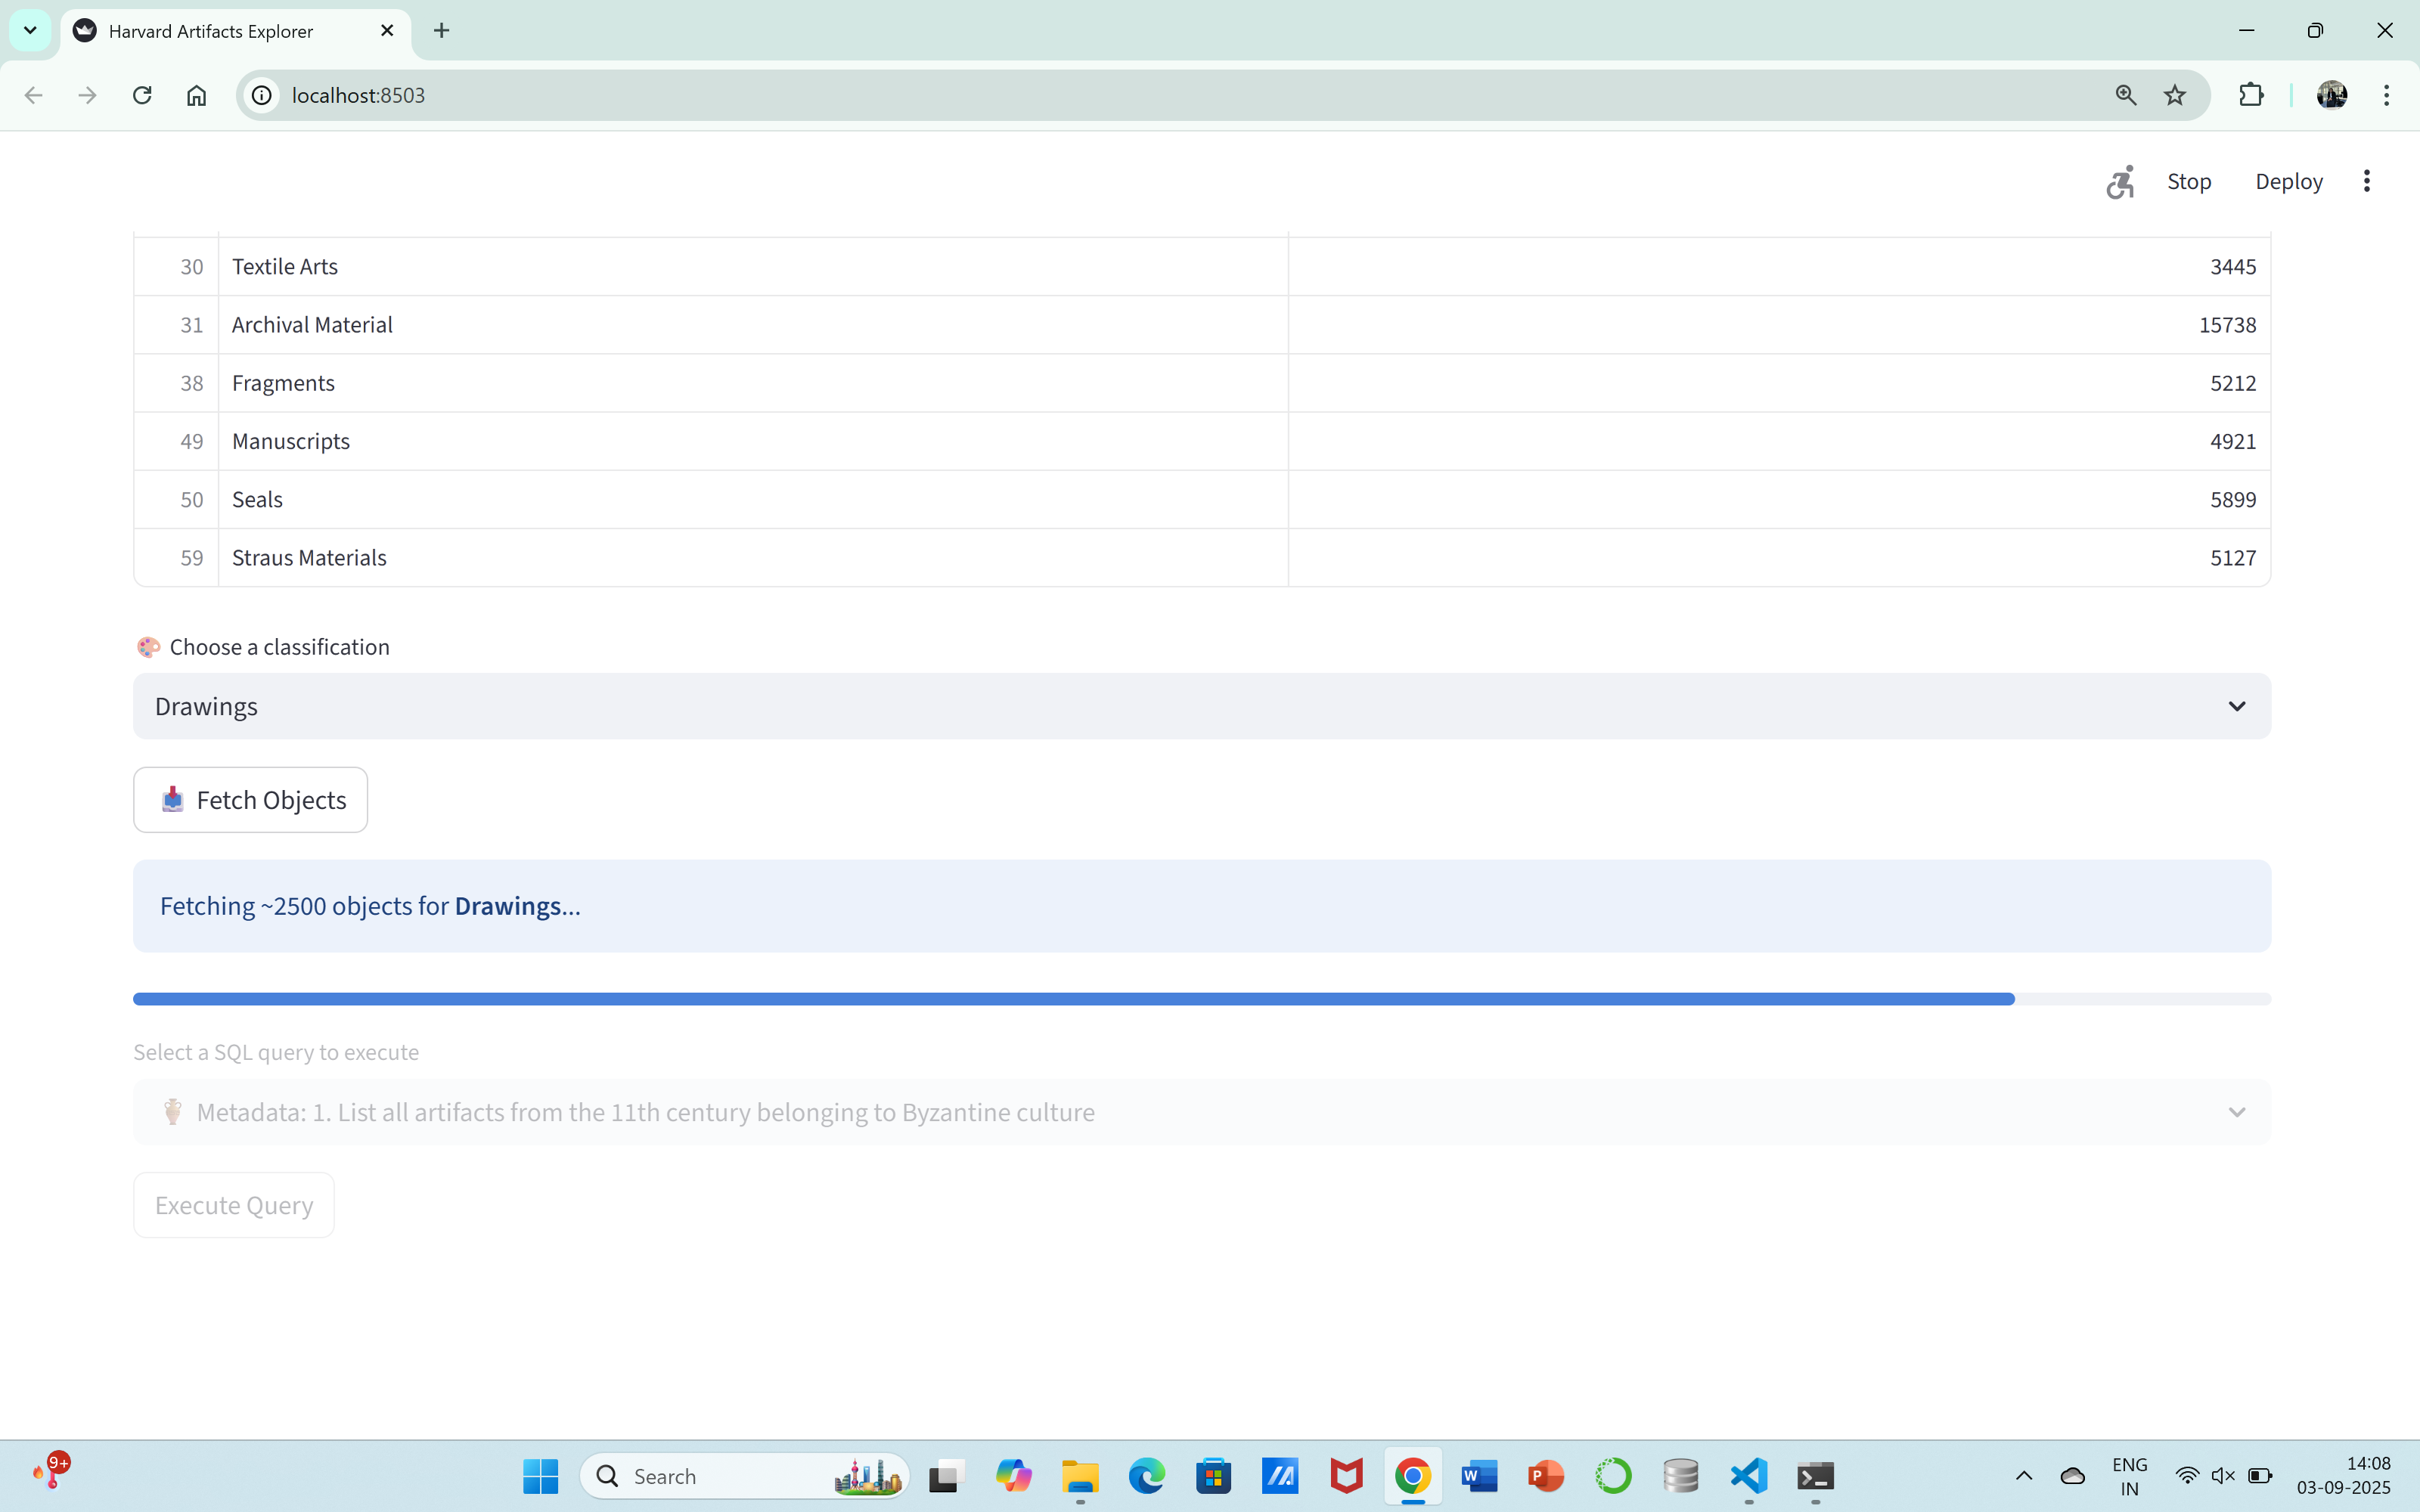 Harvard Artifacts Explorer
localhost:8503
Stop Deploy
30 Textile Arts 3445
31 Archival Material 15738
38 Fragments 5212
49 Manuscripts 4921
50 Seals 5899
59 Straus Materials 5127
Choose a classification
Drawings
Fetch Objects
Fetching ~2500 objects for Drawings...
Select a SQL query to execute
Metadata: 1. List all artifacts from the 11th century belonging to Byzantine culture
Execute Query
9+
Search
W
P
ENG
IN
14:08
03-09-2025